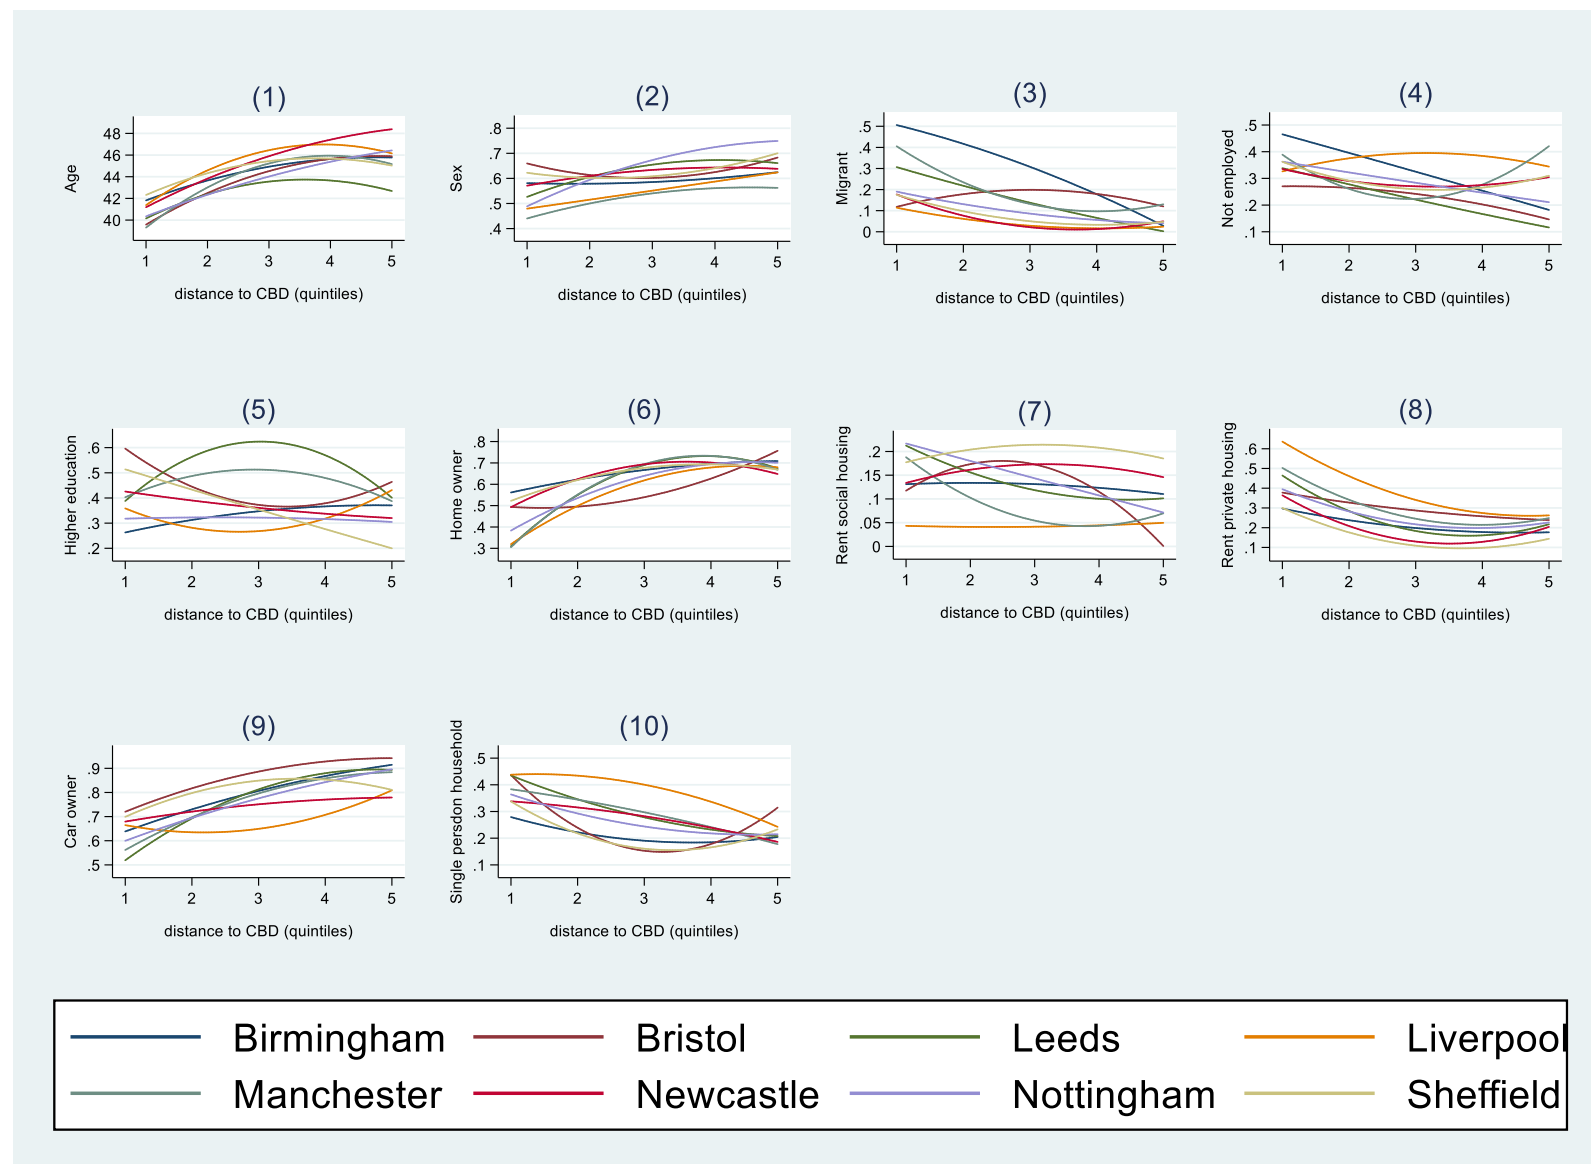 (1)
Age
48
46
44
42
40
1 2 3 4 5
distance to CBD (quintiles)
(2)
Sex
.8
.7
.6
.5
.4
1 2 3 4 5
distance to CBD (quintiles)
(3)
Migrant
.5
.4
.3
.2
.1
0
1 2 3 4 5
distance to CBD (quintiles)
(4)
Not employed
.5
.4
.3
.2
.1
1 2 3 4 5
distance to CBD (quintiles)
(5)
Higher education
.6
.5
.4
.3
.2
1 2 3 4 5
distance to CBD (quintiles)
(6)
Home owner
.8
.7
.6
.5
.4
.3
1 2 3 4 5
distance to CBD (quintiles)
(7)
Rent social housing
.2
.15
.1
.05
0
1 2 3 4 5
distance to CBD (quintiles)
(8)
Rent private housing
.6
.5
.4
.3
.2
.1
1 2 3 4 5
distance to CBD (quintiles)
(9)
Car owner
.9
.8
.7
.6
.5
1 2 3 4 5
distance to CBD (quintiles)
(10)
Single persdon household
.5
.4
.3
.2
.1
1 2 3 4 5
distance to CBD (quintiles)
Birmingham Bristol Leeds Liverpool
Manchester Newcastle Nottingham Sheffield